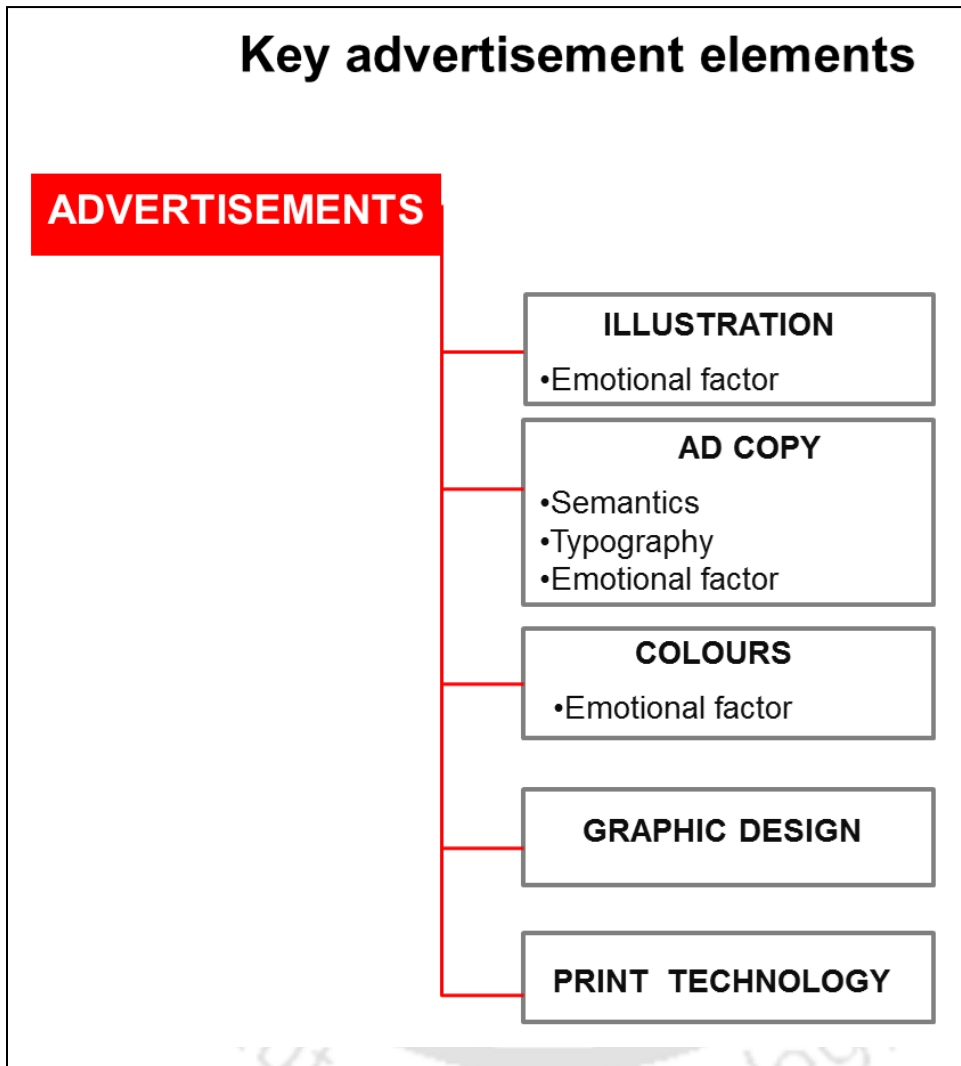 Key advertisement elements
ADVERTISEMENTS
ILLUSTRATION
•Emotional factor
AD COPY
•Semantics
•Typography
•Emotional factor
COLOURS
•Emotional factor
GRAPHIC DESIGN
PRINT TECHNOLOGY